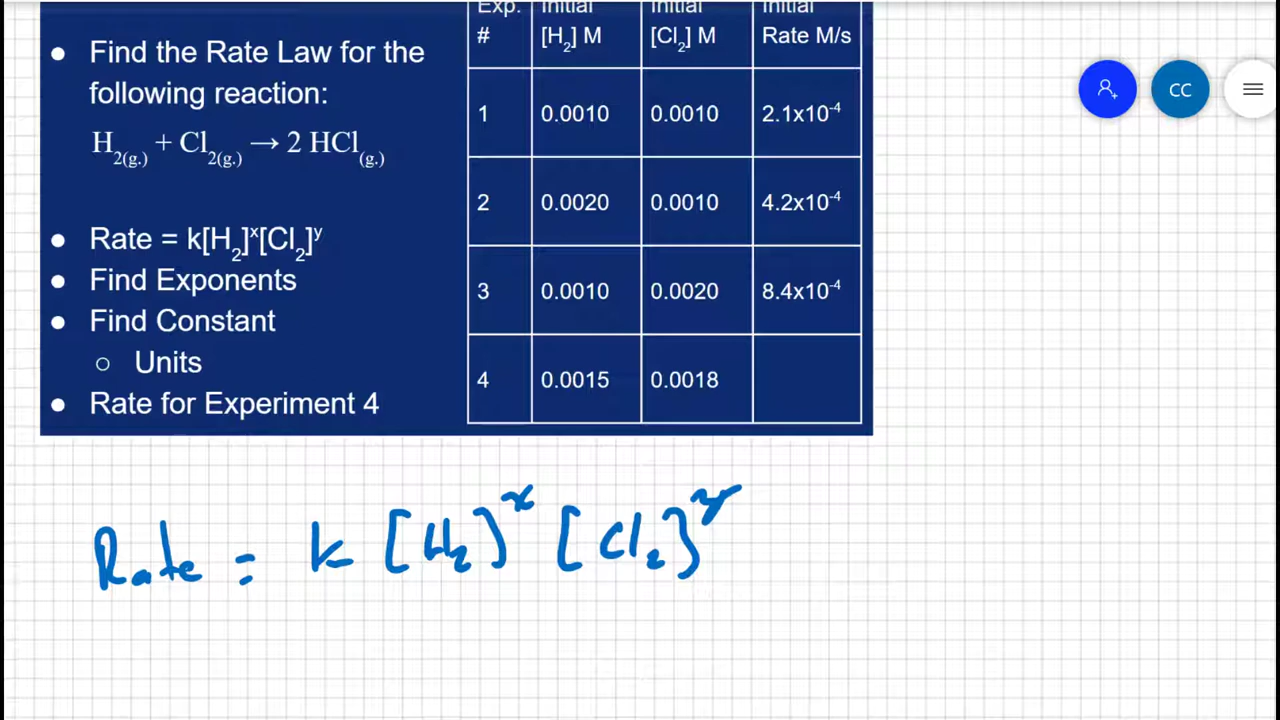 Find the Rate Law for the
following reaction:
H2(g.) + Cl2(g.) → 2 HCl(g.)
Rate = k[H2]x[Cl2]y
Find Exponents
Find Constant
Units
Rate for Experiment 4
Exp. Initial Initial Initial
# [H2] M [Cl2] M Rate M/s
1 0.0010 0.0010 2.1x10-4
2 0.0020 0.0010 4.2x10-4
3 0.0010 0.0020 8.4x10-4
4 0.0015 0.0018
CC
Rate = k [H2]x [Cl2]y